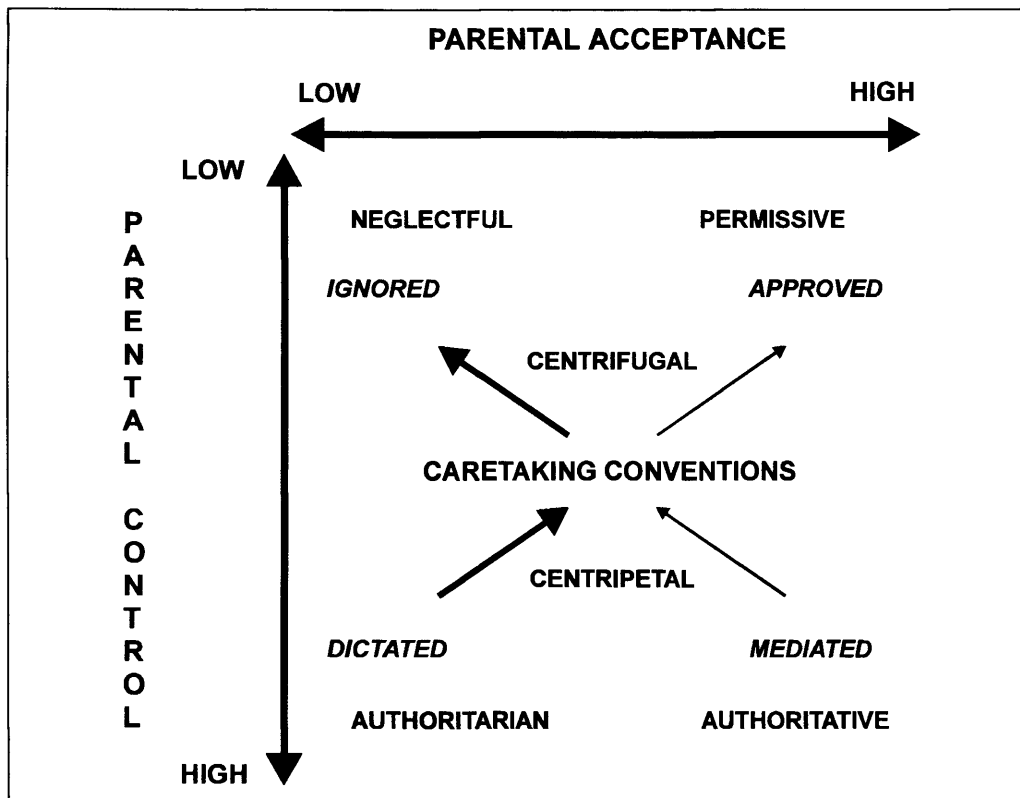 PARENTAL ACCEPTANCE
LOW HIGH
LOW
PARENTAL CONTROL
NEGLECTFUL PERMISSIVE
IGNORED APPROVED
CENTRIFUGAL
CARETAKING CONVENTIONS
CENTRIPETAL
DICTATED MEDIATED
AUTHORITARIAN AUTHORITATIVE
HIGH